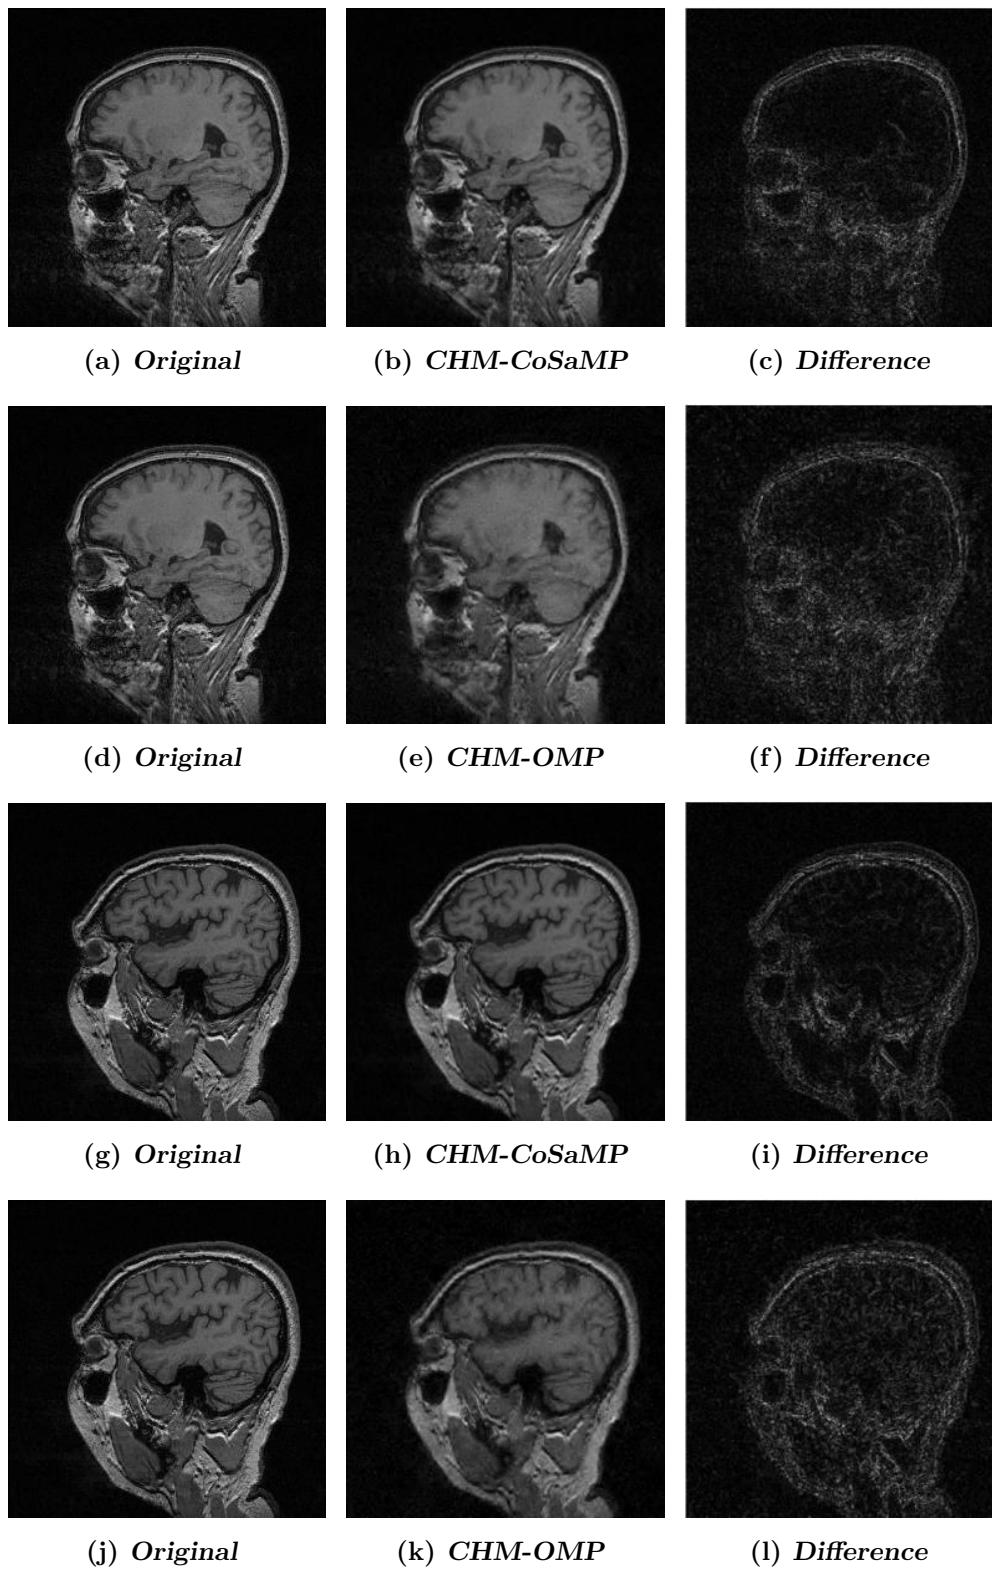 (a) Original
(b) CHM-CoSaMP
(c) Difference
(d) Original
(e) CHM-OMP
(f) Difference
(g) Original
(h) CHM-CoSaMP
(i) Difference
(j) Original
(k) CHM-OMP
(l) Difference